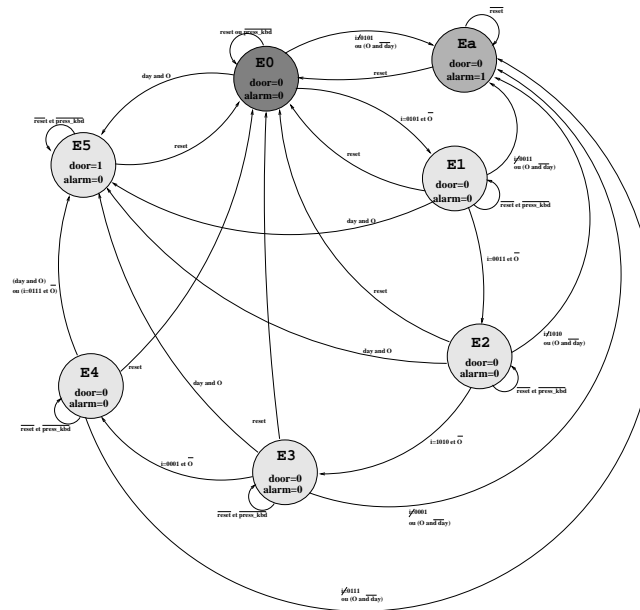 reset
reset ou press_kbd
i≠0101
ou (O and day)
Ea
door=0
alarm=1
E0
door=0
alarm=0
day and O
reset
reset et press_kbd
i=0101 et O
E5
door=1
alarm=0
reset
reset
i≠0011
ou (O and day)
E1
door=0
alarm=0
reset et press_kbd
day and O
i=0011 et O
(day and O)
ou (i=0111 et O)
reset
i≠1010
ou (O and day)
E2
door=0
alarm=0
reset et press_kbd
day and O
reset
E4
door=0
alarm=0
reset et press_kbd
day and O
reset
i=1010 et O
E3
door=0
alarm=0
i=0001 et O
reset et press_kbd
i≠0001
ou (O and day)
i≠0111
ou (O and day)